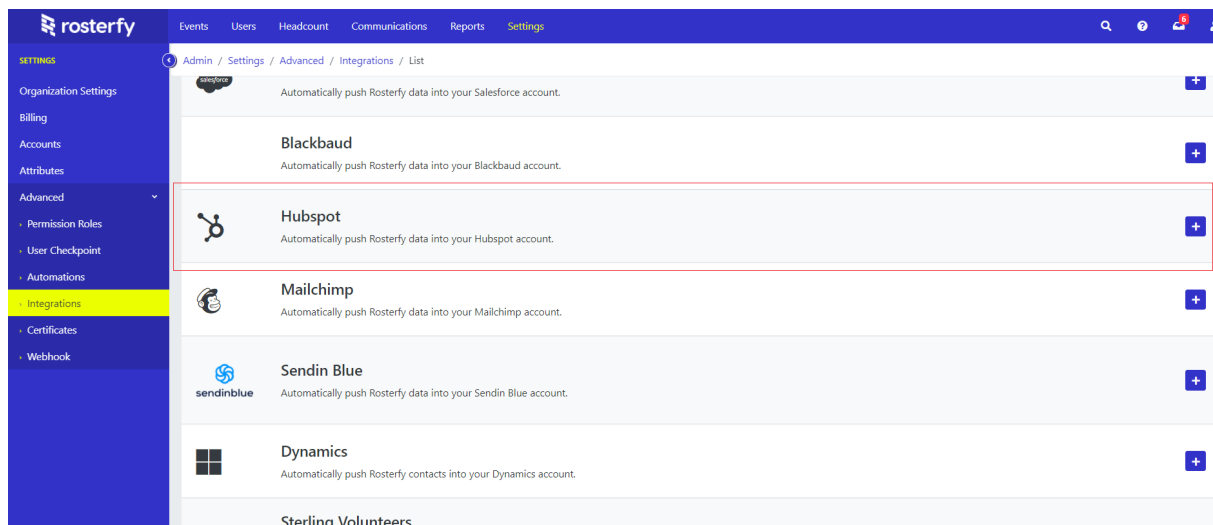 rosterfy
Events Users Headcount Communications Reports Settings
6
SETTINGS
Organization Settings
Billing
Accounts
Attributes
Advanced
Permission Roles
User Checkpoint
Automations
Integrations
Certificates
Webhook
Admin / Settings / Advanced / Integrations / List
salesforce
Automatically push Rosterfy data into your Salesforce account.
Blackbaud
Automatically push Rosterfy data into your Blackbaud account.
Hubspot
Automatically push Rosterfy data into your Hubspot account.
Mailchimp
Automatically push Rosterfy data into your Mailchimp account.
sendinblue
Sendin Blue
Automatically push Rosterfy data into your Sendin Blue account.
Dynamics
Automatically push Rosterfy contacts into your Dynamics account.
Sterling Volunteers